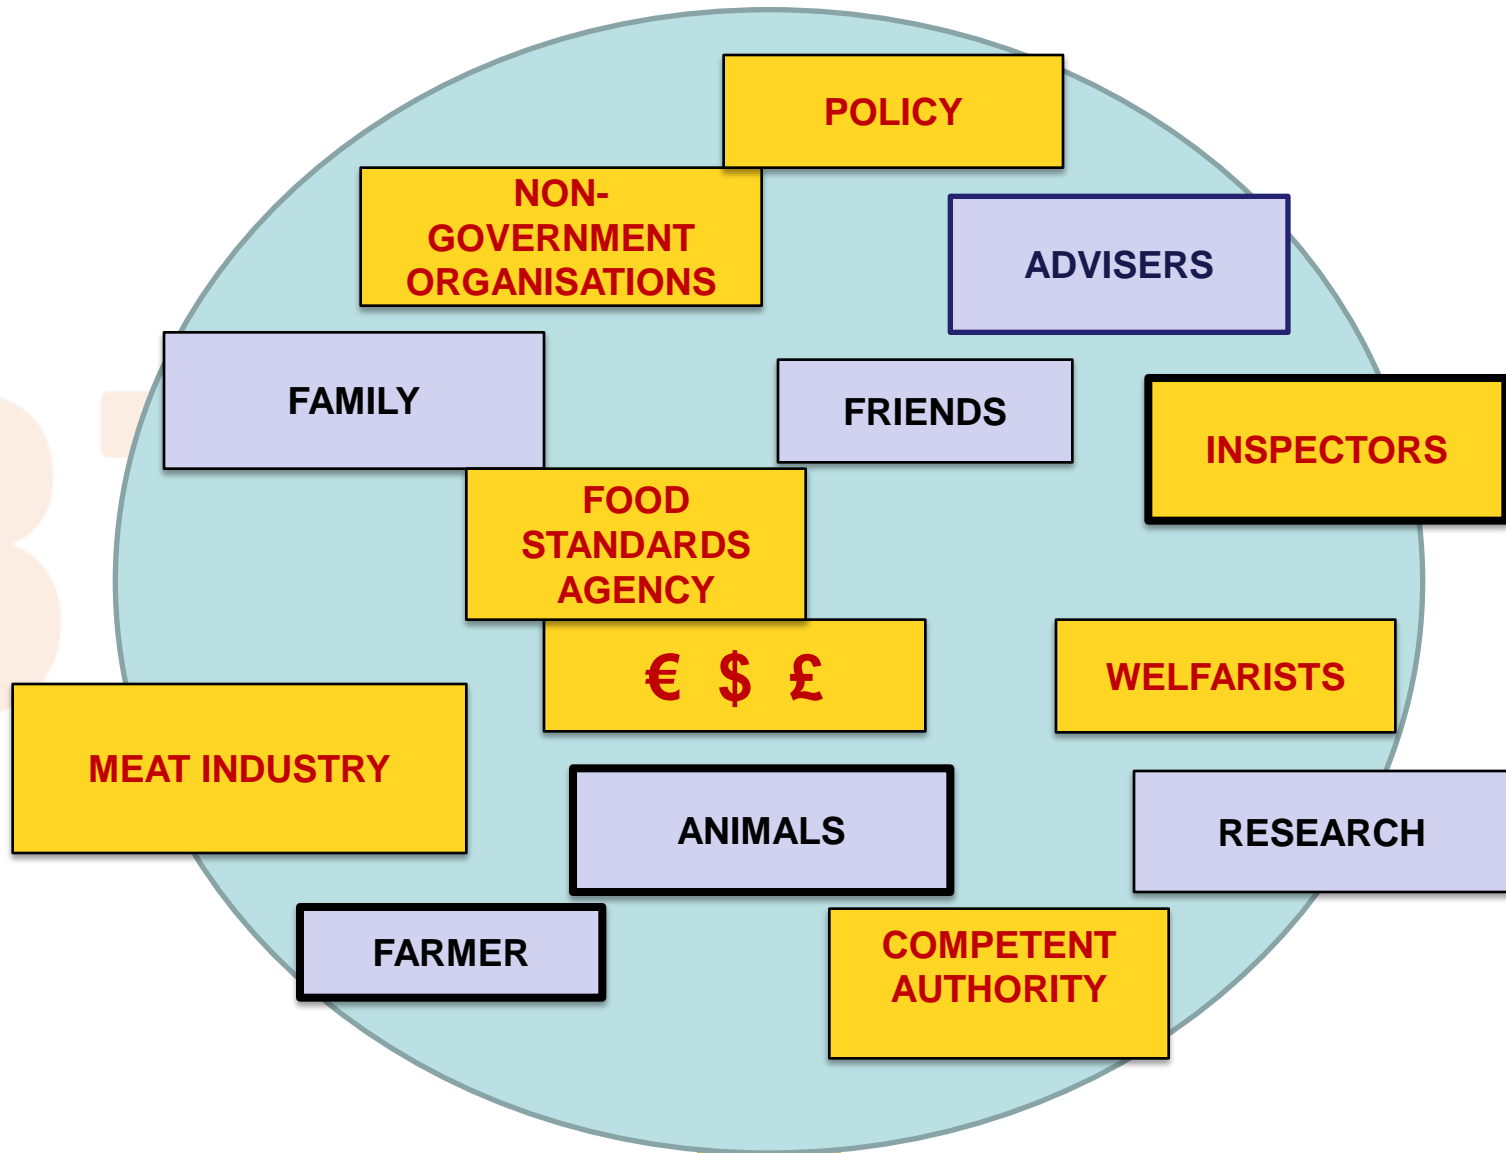 POLICY
NON-
GOVERNMENT
ORGANISATIONS
ADVISERS
FAMILY
FRIENDS
INSPECTORS
FOOD
STANDARDS
AGENCY
€ $ £
WELFARISTS
MEAT INDUSTRY
ANIMALS
RESEARCH
FARMER
COMPETENT
AUTHORITY